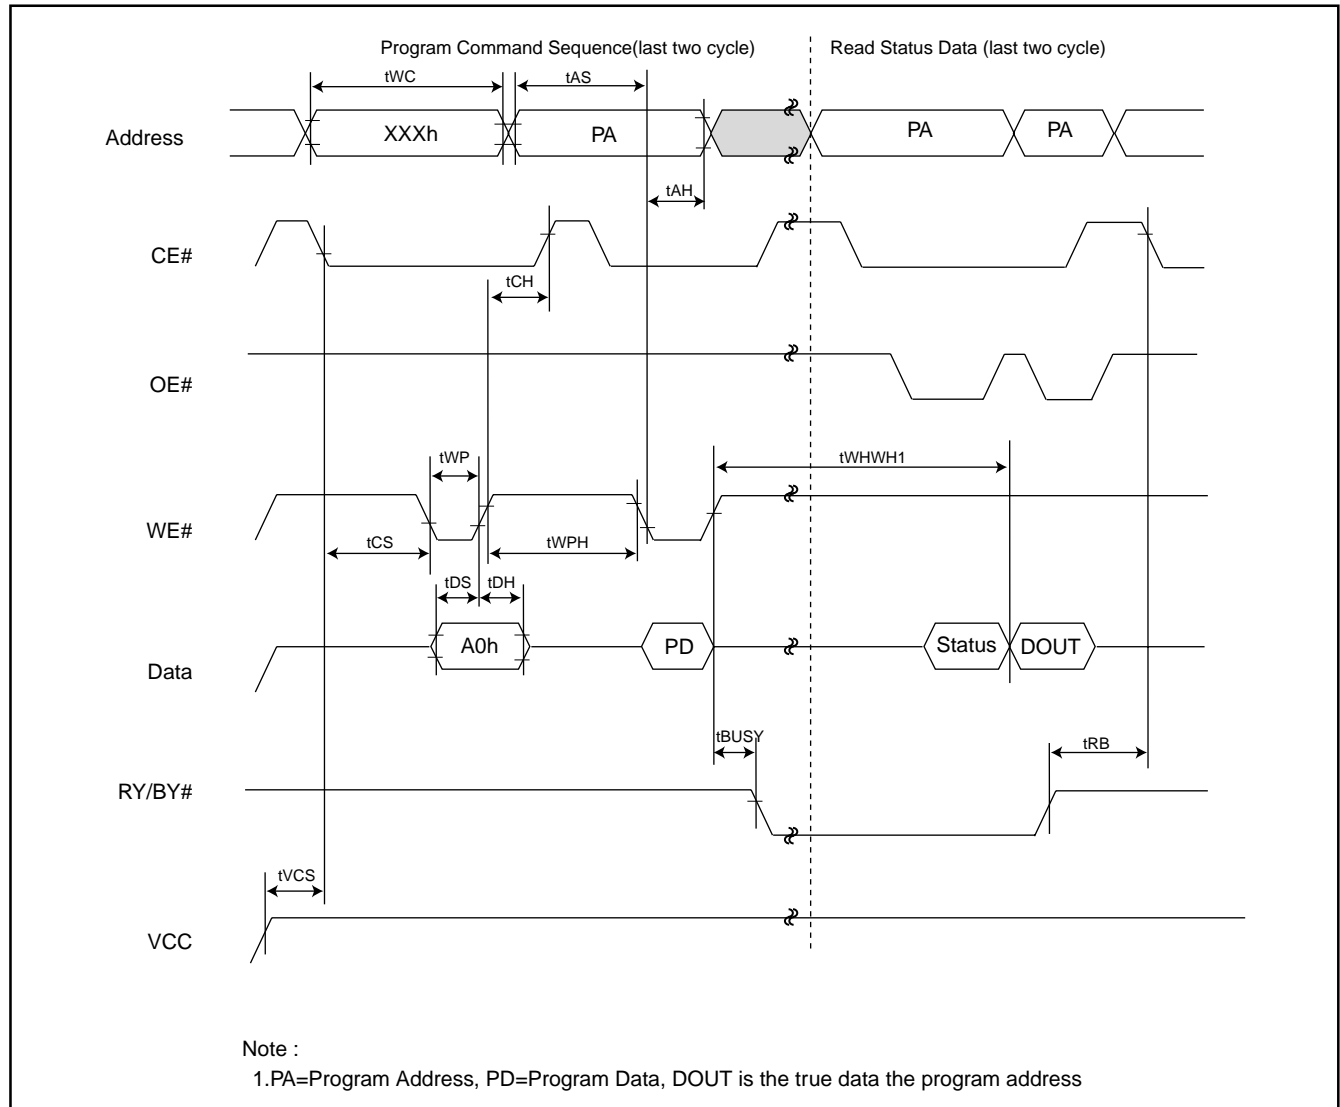 Program Command Sequence(last two cycle)
Read Status Data (last two cycle)
tWC
tAS
Address
XXXh
PA
PA
PA
tAH
CE#
tCH
OE#
tWP
tWHWH1
WE#
tCS
tWPH
tDS
tDH
Data
A0h
PD
Status
DOUT
tBUSY
tRB
RY/BY#
tVCS
VCC
Note :
1.PA=Program Address, PD=Program Data, DOUT is the true data the program address